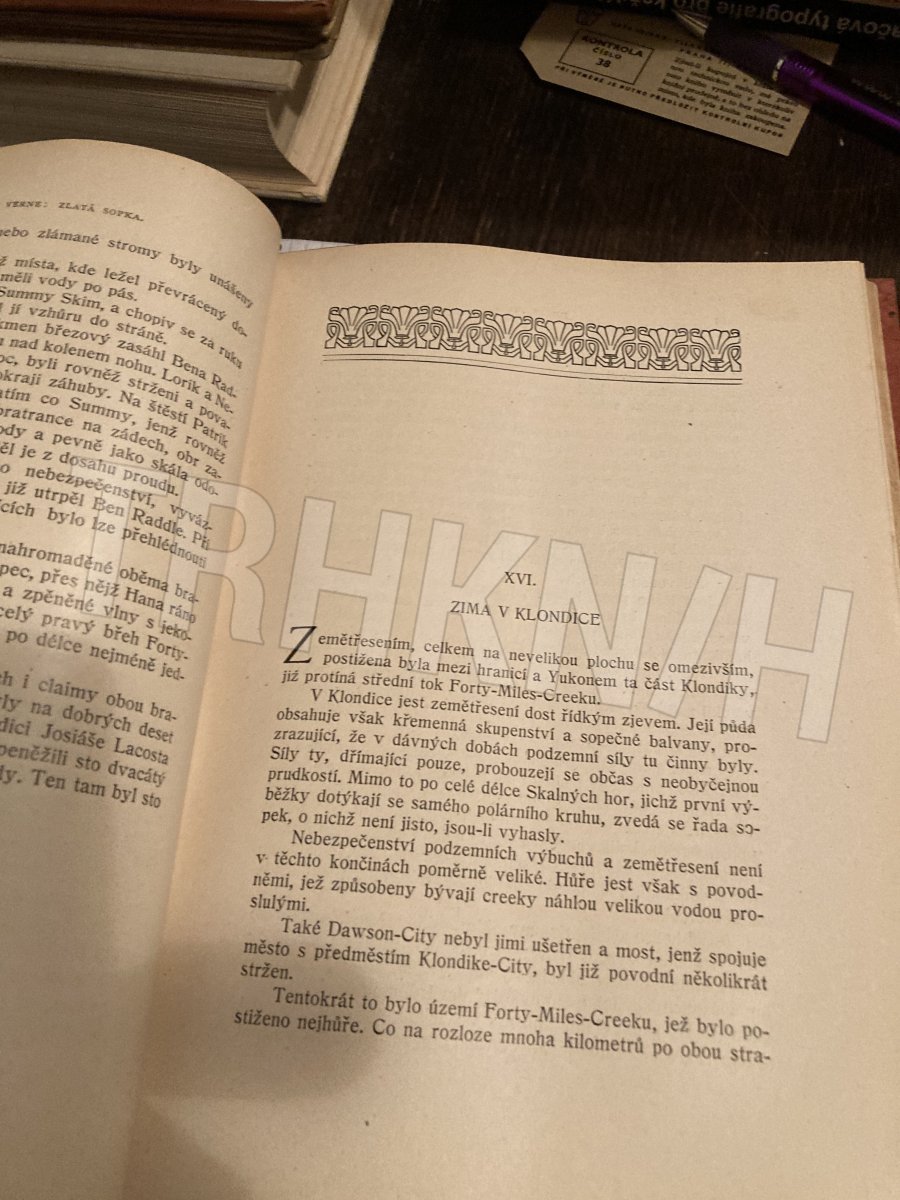 KONTROLA
ČÍSLO
38
VERNE: ZLATÁ SOPKA.
nebo zlámané stromy byly unášeny
ž místa, kde ležel převrácený do-
měli vody po pás.
Summy Skim, a chopiv se za ruku
jí vzhůru do stráně.
kmen březový zasáhl Bena Rad-
u nad kolenem nohu. Lorik a Ne-
oc, byli rovněž strženi a pova-
okraji záhuby. Na štěstí Patrik
atím co Summy, jenž rovněž
bratrance na zádech, obr za-
ody a pevně jako skála odo-
ěl je z dosahu proudu.
o nebezpečenství, vyváz-
již utrpěl Ben Raddle. Při
ících bylo lze přehlédnouti
nahromaděné oběma bra-
pec, přes nějž Hana ráno
a zpěněné vlny s jeko-
celý pravý břeh Forty-
po délce nejméně jed-
h i claimy obou bra-
ly na dobrých deset
dici Josiáše Lacosta
peněžili sto dvacátý
dy. Ten tam byl sto
XVI.
ZIMA V KLONDICE
Zemětřesením, celkem na nevelikou plochu se omezivším,
postižena byla mezi hranicí a Yukonem ta část Klondiky,
již protíná střední tok Forty-Miles-Creeku.
V Klondice jest zemětřesení dost řídkým zjevem. Její půda
obsahuje však křemenná skupenství a sopečné balvany, pro-
zrazující, že v dávných dobách podzemní síly tu činny byly.
Síly ty, dřímající pouze, probouzejí se občas s neobyčejnou
prudkostí. Mimo to po celé délce Skalných hor, jichž první vý-
běžky dotýkají se samého polárního kruhu, zvedá se řada so-
pek, o nichž není jisto, jsou-li vyhasly.
Nebezpečenství podzemních výbuchů a zemětřesení není
v těchto končinách poměrně veliké. Hůře jest však s povod-
němi, jež způsobeny bývají creeky náhlou velikou vodou pro-
slulými.
Také Dawson-City nebyl jimi ušetřen a most, jenž spojuje
město s předměstím Klondike-City, byl již povodní několikrát
stržen.
Tentokrát to bylo území Forty-Miles-Creeku, jež bylo po-
stiženo nejhůře. Co na rozloze mnoha kilometrů po obou stra-
TRHKN/H